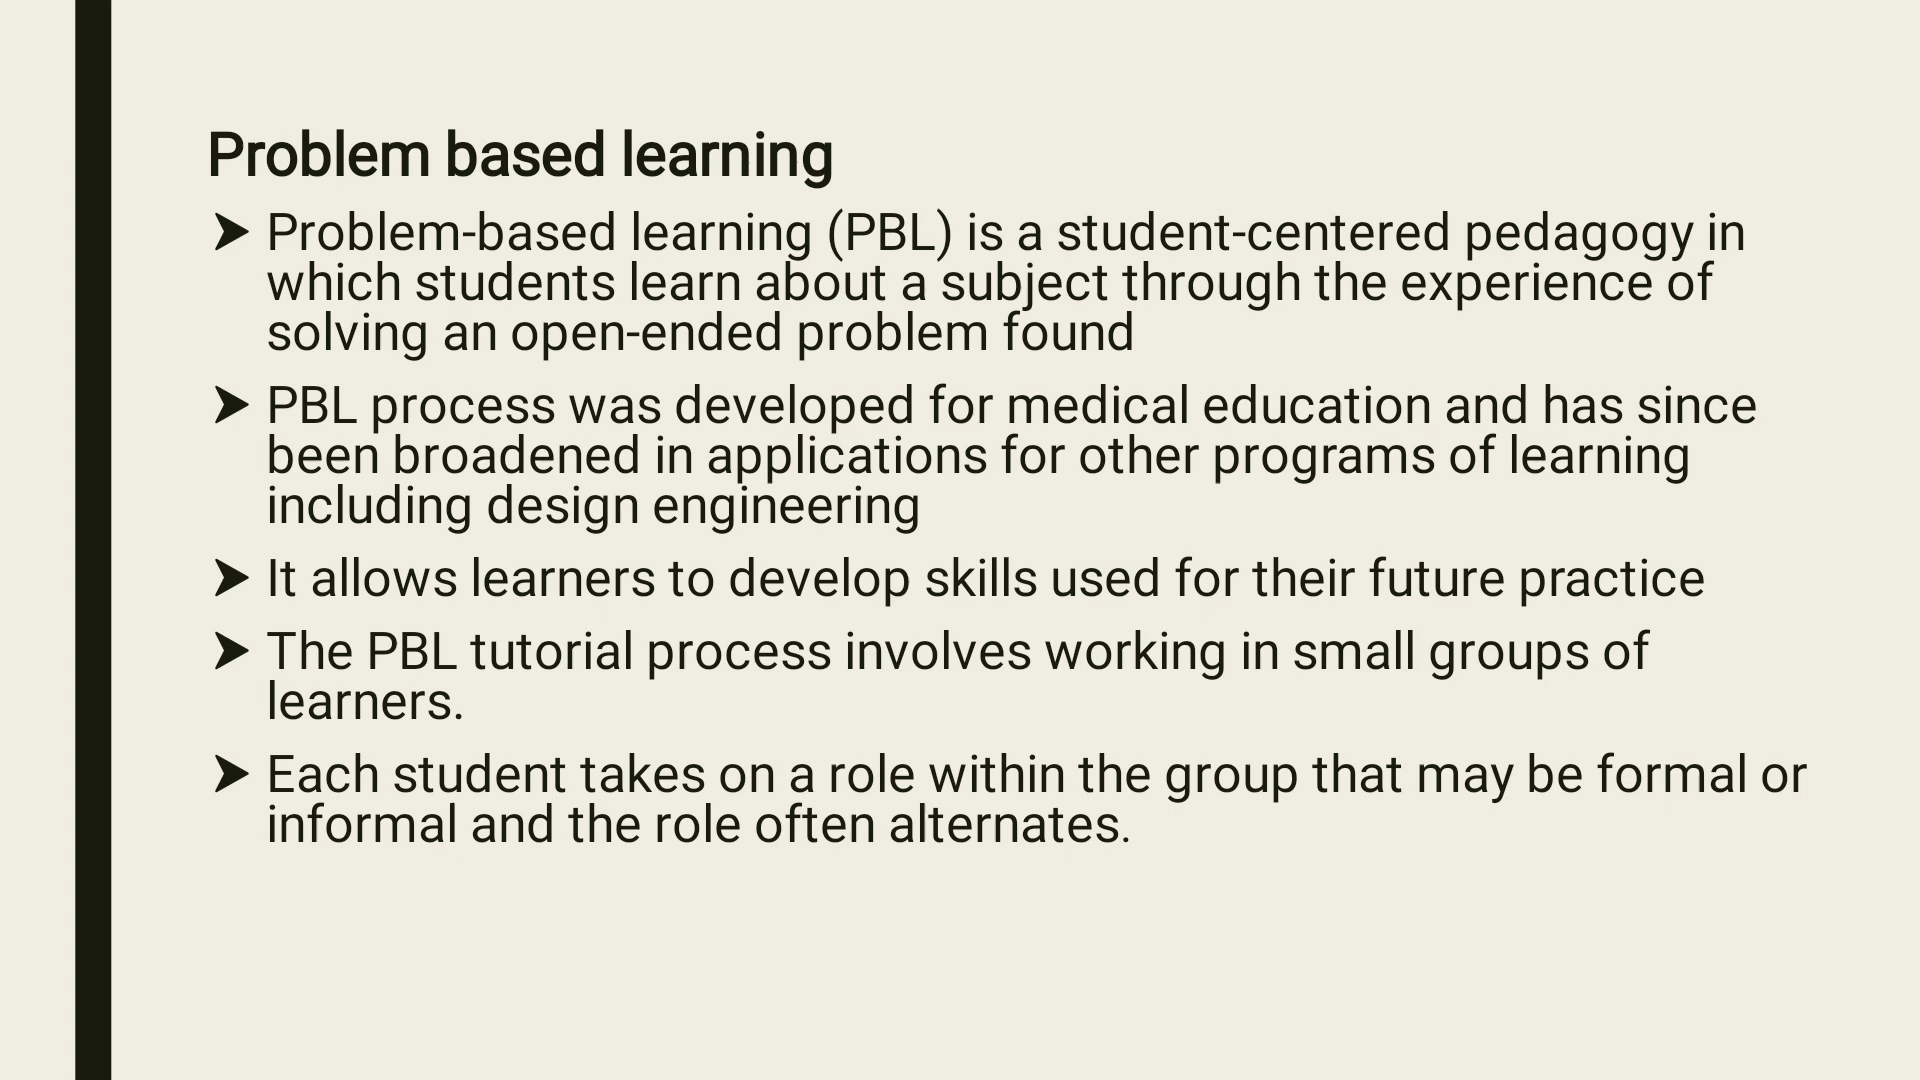 Problem based learning
➤ Problem-based learning (PBL) is a student-centered pedagogy in
which students learn about a subject through the experience of
solving an open-ended problem found
➤ PBL process was developed for medical education and has since
been broadened in applications for other programs of learning
including design engineering
➤ It allows learners to develop skills used for their future practice
➤ The PBL tutorial process involves working in small groups of
learners.
➤ Each student takes on a role within the group that may be formal or
informal and the role often alternates.